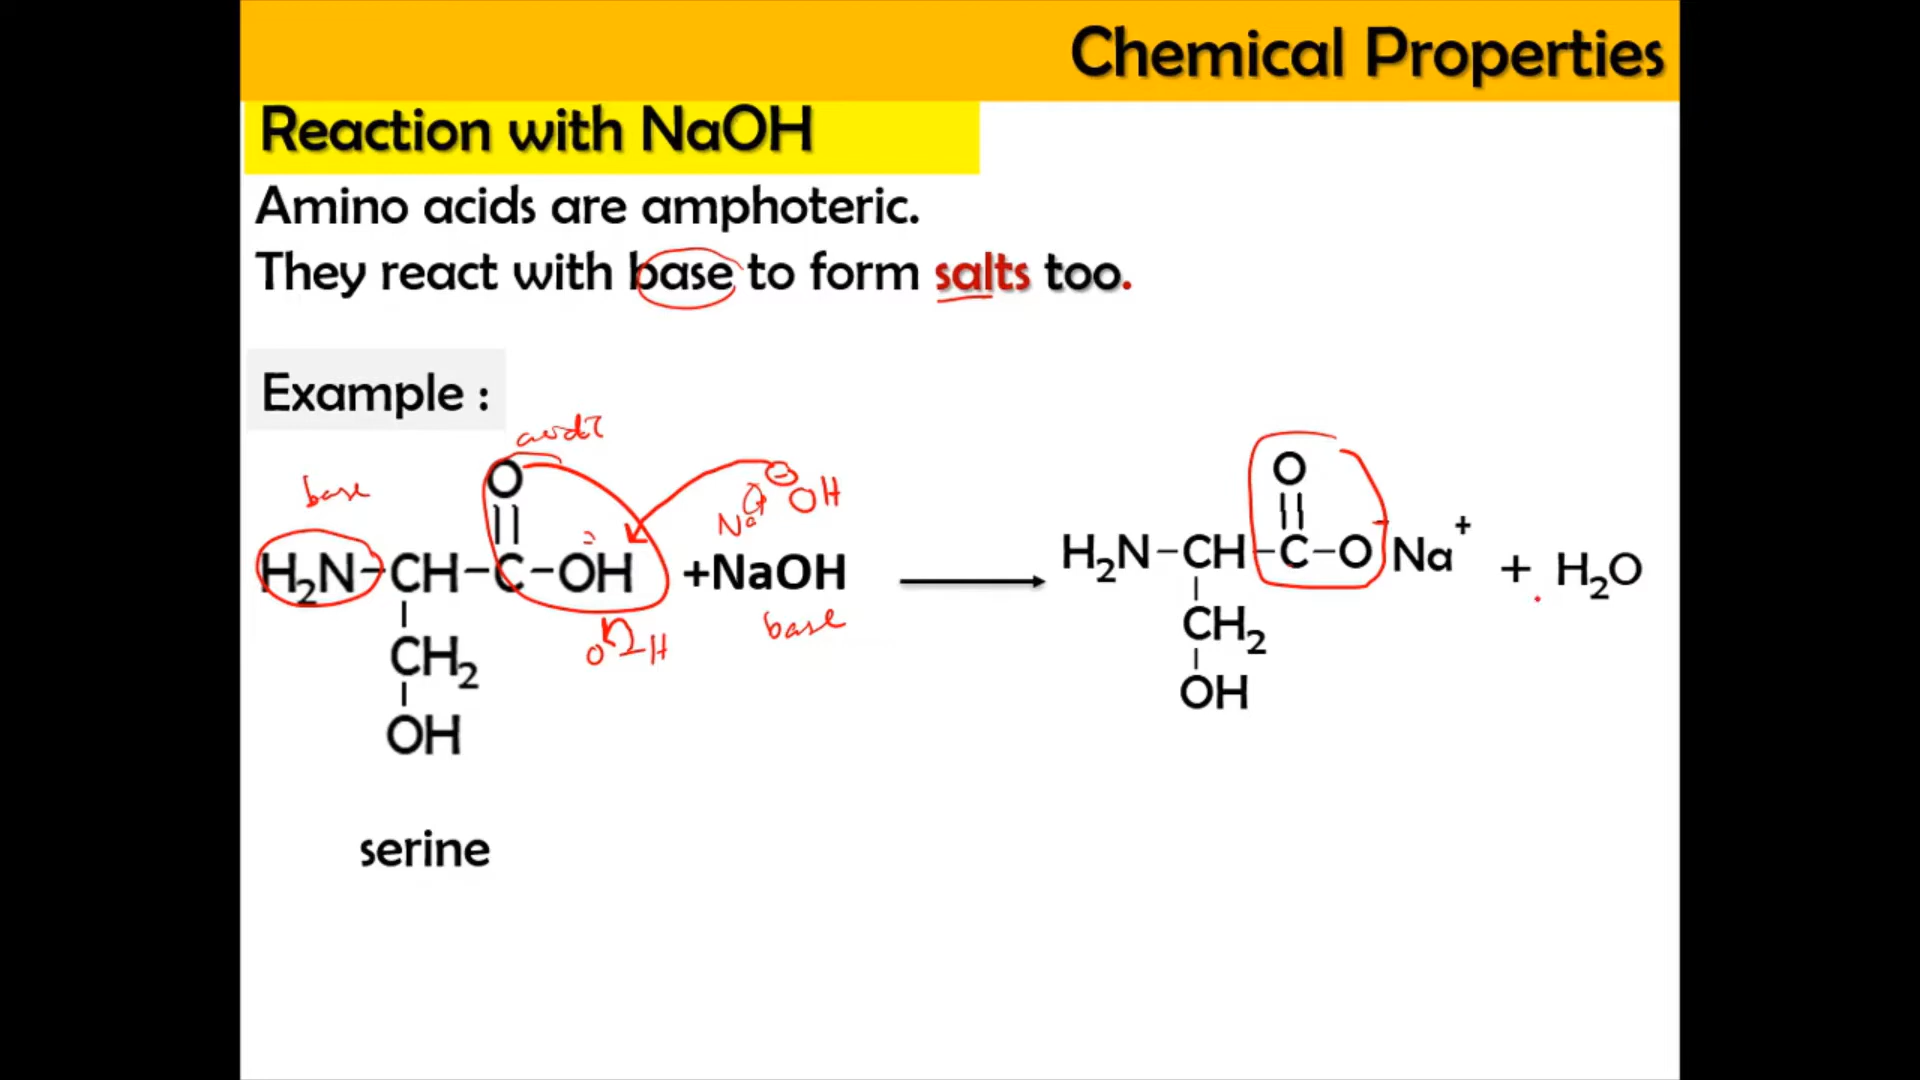 Chemical Properties
Reaction with NaOH
Amino acids are amphoteric.
They react with base to form salts too.
Example :
base
O
||
H₂N-CH-C-OH +NaOH
CH₂
OH
Na⁺ ⊖OH
O H
base
serine
O
||
H₂N-CH-C-O⁻Na⁺ + H₂O
CH₂
OH